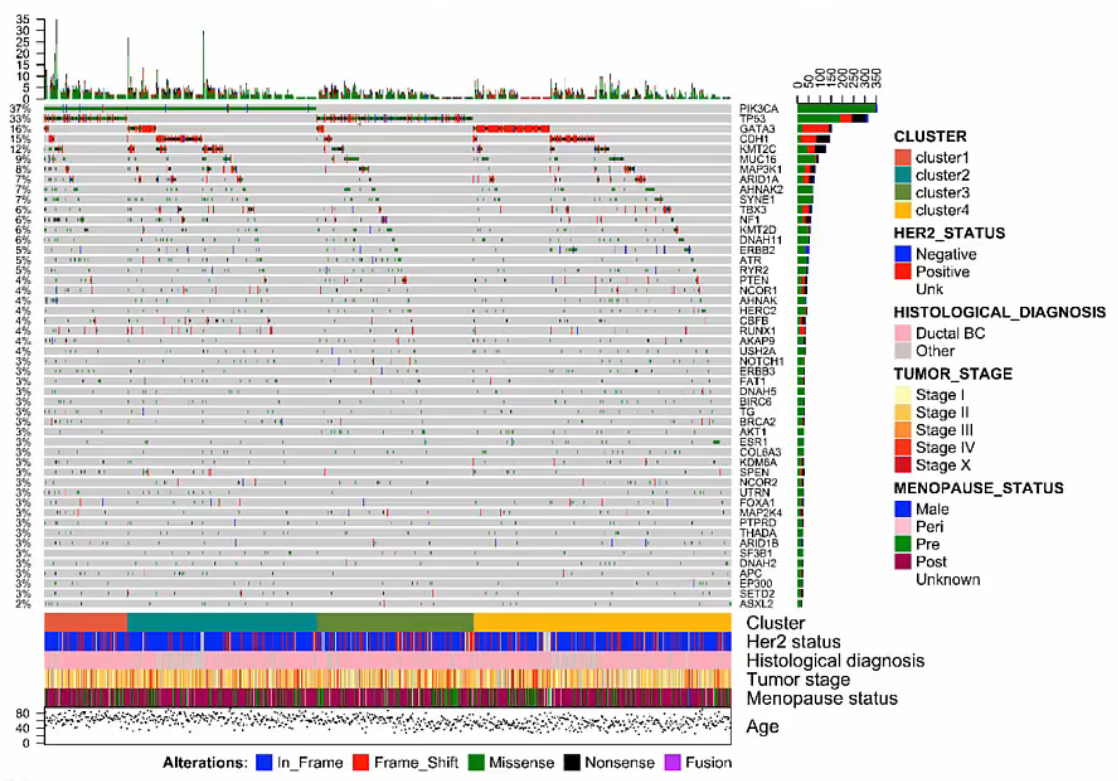 35
30
25
20
15
10
5
0
0 50 100 150 200 250 300 350
37% PIK3CA
33% TP53
16% GATA3
15% CDH1
12% KMT2C
9% MUC16
8% MAP3K1
7% ARID1A
7% AHNAK2
7% SYNE1
6% TBX3
6% NF1
6% KMT2D
6% DNAH11
5% ERBB2
5% ATR
5% RYR2
4% PTEN
4% NCOR1
4% AHNAK
4% HERC2
4% CBFB
4% RUNX1
4% AKAP9
4% USH2A
3% NOTCH1
3% ERBB3
3% FAT1
3% DNAH5
3% BIRC6
3% TG
3% BRCA2
3% AKT1
3% ESR1
3% COL6A3
3% KDM6A
3% SPEN
3% NCOR2
3% UTRN
3% FOXA1
3% MAP2K4
3% PTPRD
3% THADA
3% ARID1B
3% SF3B1
3% DNAH2
3% APC
3% EP300
3% SETD2
2% ASXL2
Cluster
Her2 status
Histological diagnosis
Tumor stage
Menopause status
80
40
0
Age
CLUSTER
cluster1
cluster2
cluster3
cluster4
HER2_STATUS
Negative
Positive
Unk
HISTOLOGICAL_DIAGNOSIS
Ductal BC
Other
TUMOR_STAGE
Stage I
Stage II
Stage III
Stage IV
Stage X
MENOPAUSE_STATUS
Male
Peri
Pre
Post
Unknown
Alterations: In_Frame Frame_Shift Missense Nonsense Fusion